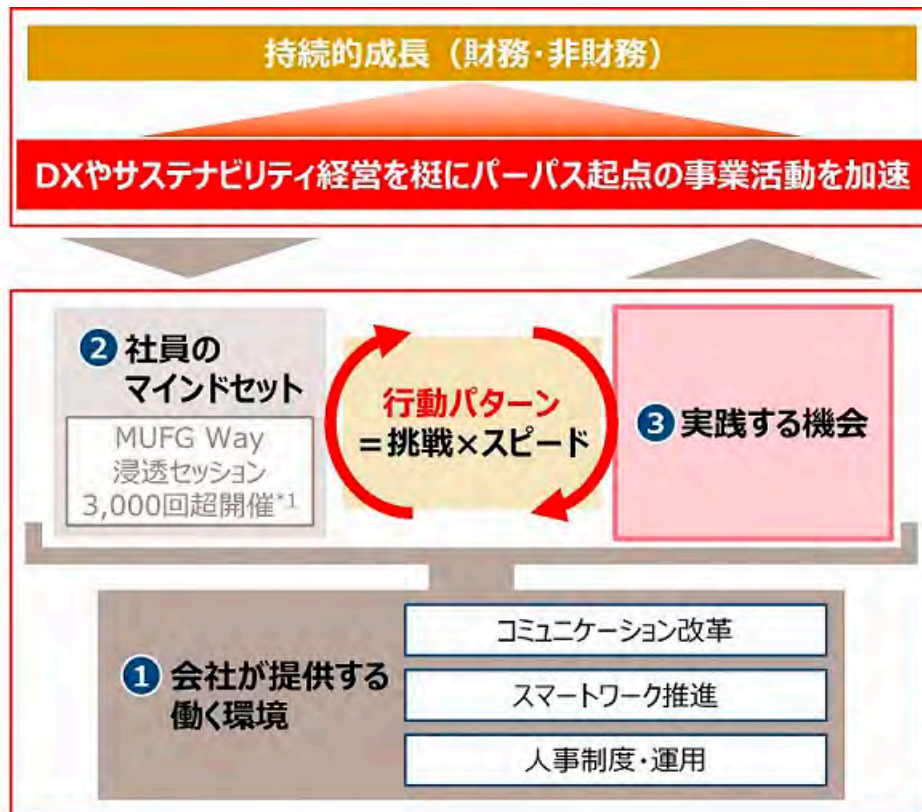 持続的成長（財務・非財務）
DXやサステナビリティ経営を梃にパーパス起点の事業活動を加速
❷ 社員の
マインドセット
MUFG Way
浸透セッション
3,000回超開催*1
行動パターン
＝挑戦×スピード
❸ 実践する機会
❶ 会社が提供する
働く環境
コミュニケーション改革
スマートワーク推進
人事制度・運用